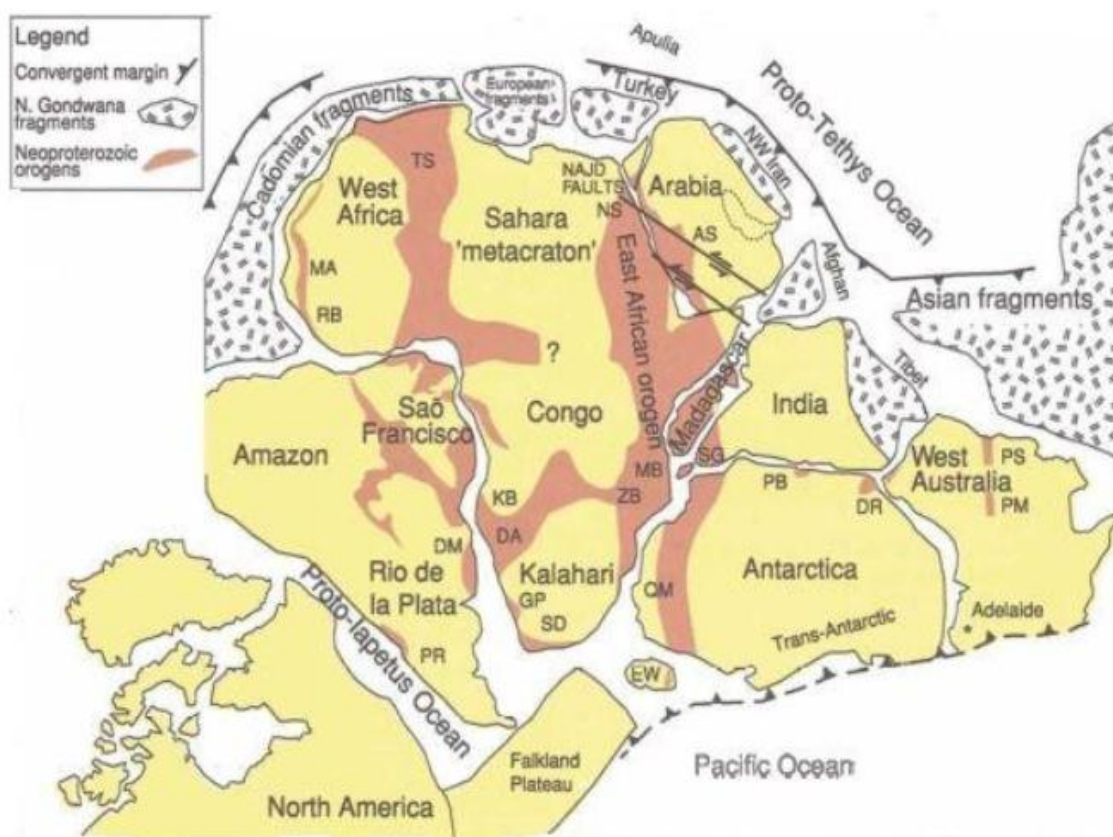 Legend
Convergent margin
N. Gondwana
fragments
Neoproterozoic
orogens
Cadomian fragments
European
fragments
Apulia
Turkey
Proto-Tethys Ocean
NW Iran
Afghan
Asian fragments
Tibet
TS
West
Africa
MA
RB
Sahara
'metacraton'
NAJD
FAULTS
NS
Arabia
AS
East African orogen
?
Madagascar
India
Saõ
Francisco
Congo
Amazon
KB
DA
MB
ZB
SG
PB
DR
West
Australia
PS
PM
DM
Rio de
la Plata
Kalahari
GP
SD
QM
Antarctica
Trans-Antarctic
Adelaide
PR
EW
Proto-Iapetus Ocean
Falkland
Plateau
North America
Pacific Ocean